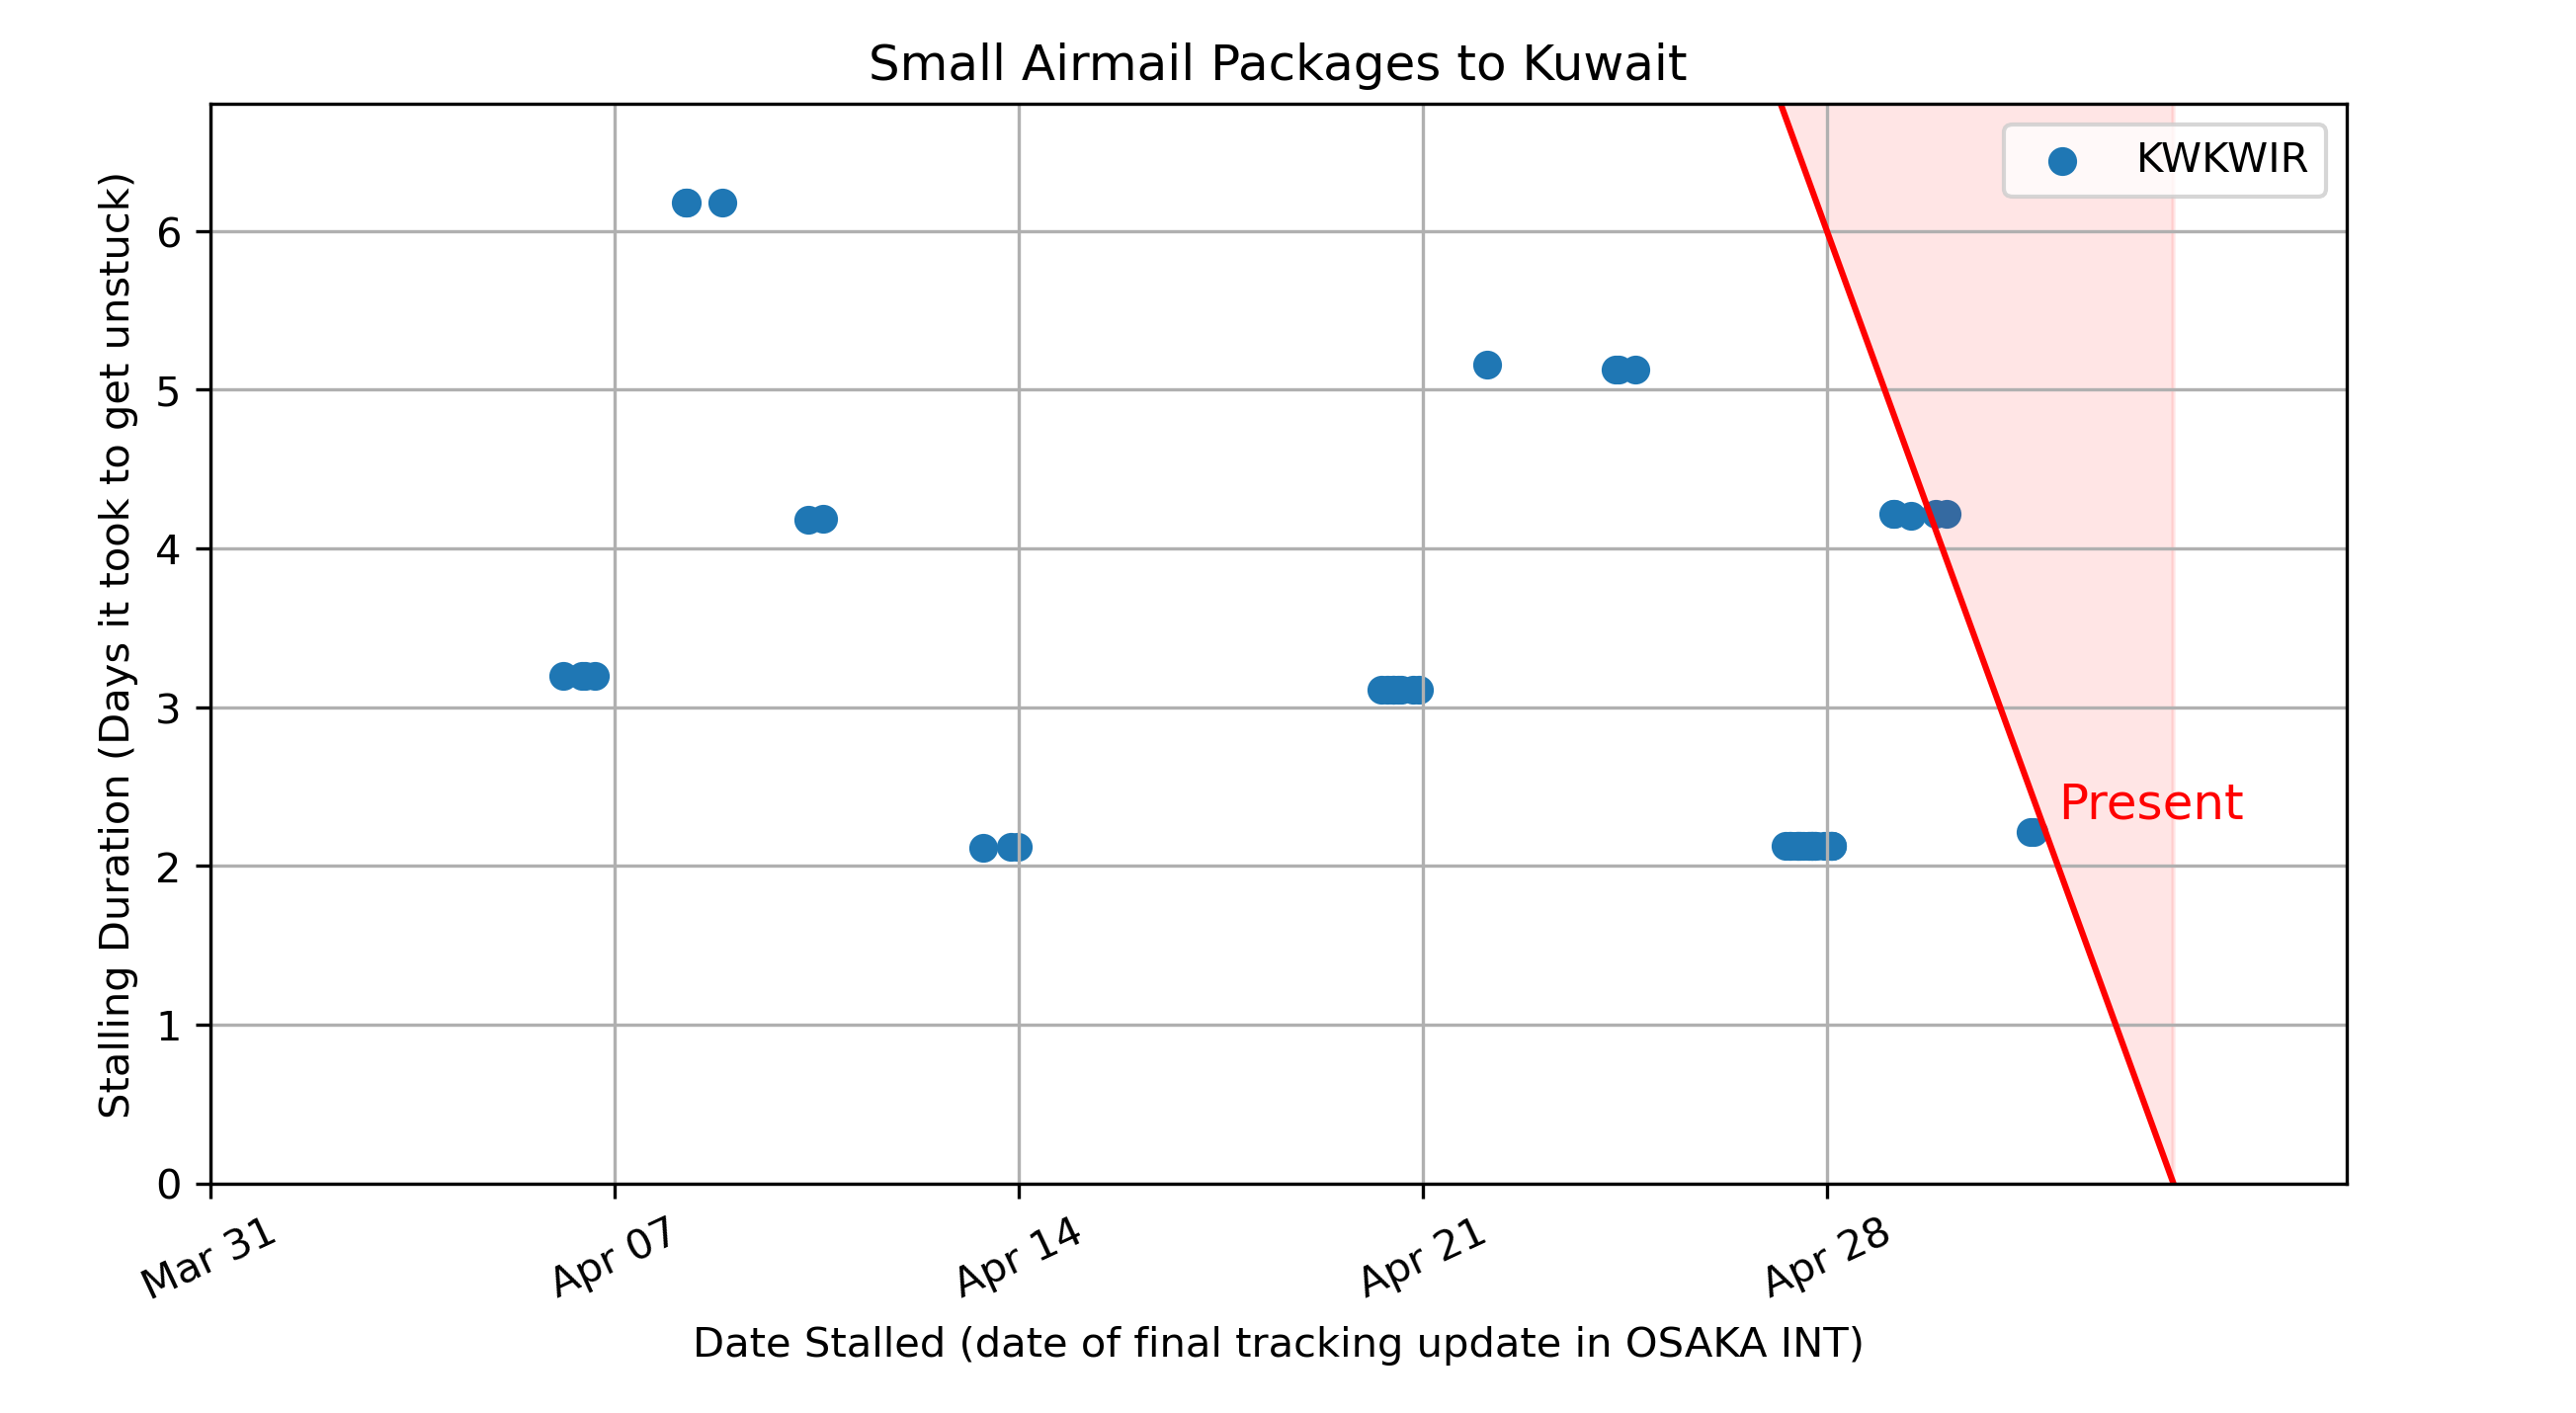 Small Airmail Packages to Kuwait
KWKWIR
Stalling Duration (Days it took to get unstuck)
6
5
4
3
2
1
0
Present
Mar 31
Apr 07
Apr 14
Apr 21
Apr 28
Date Stalled (date of final tracking update in OSAKA INT)